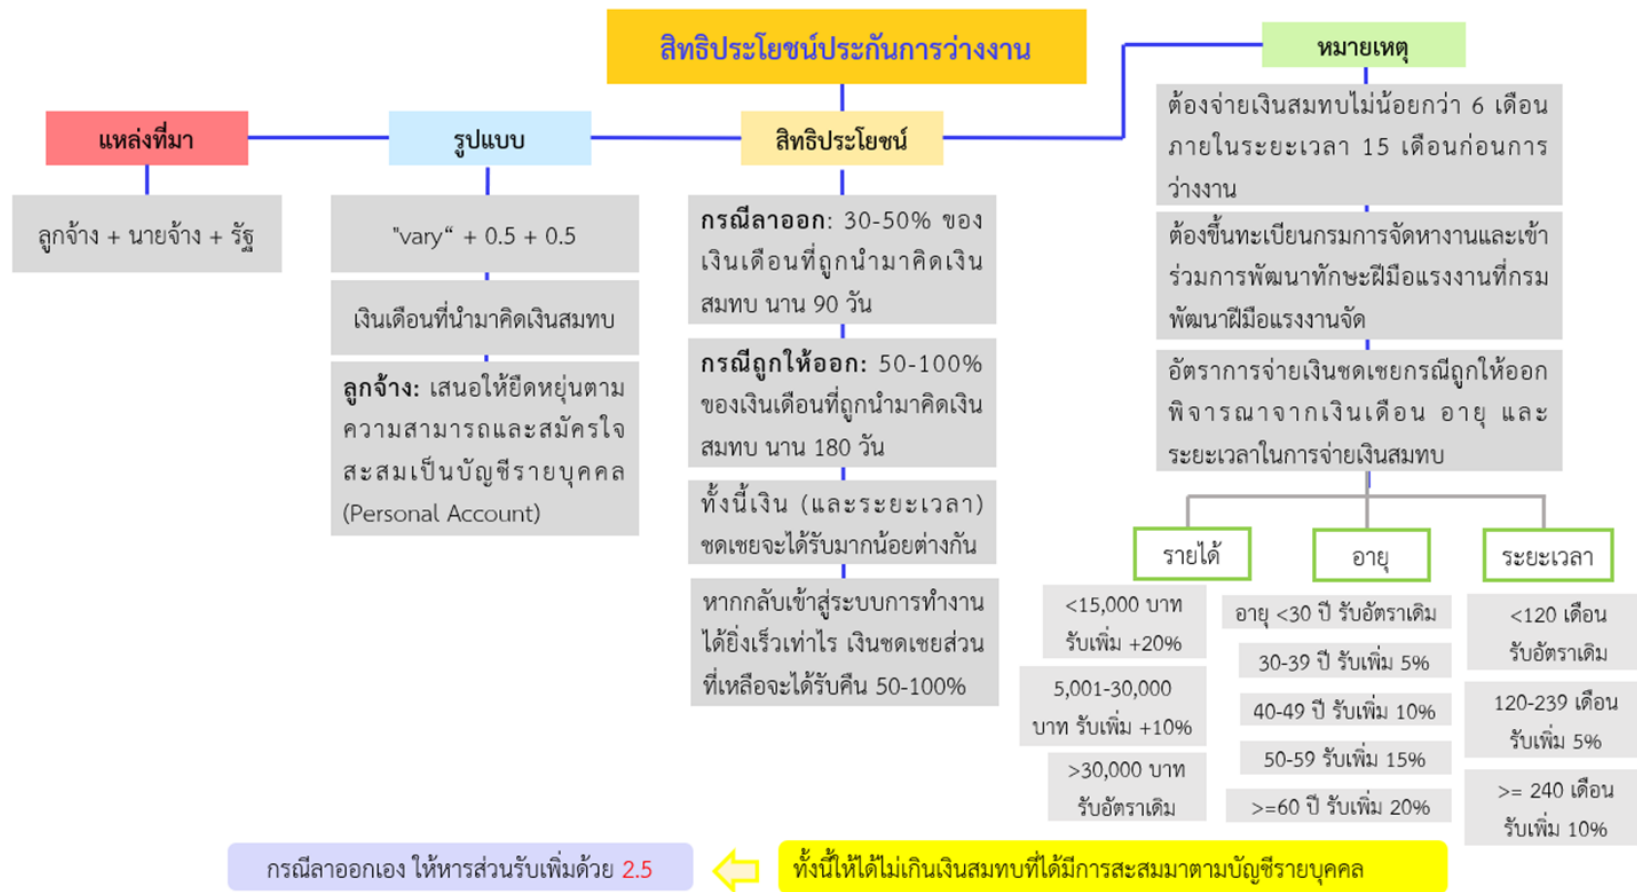 สิทธิประโยชน์ประกันการว่างงาน
แหล่งที่มา
ลูกจ้าง + นายจ้าง + รัฐ
รูปแบบ
"vary“ + 0.5 + 0.5
เงินเดือนที่นำมาคิดเงินสมทบ
ลูกจ้าง: เสนอให้ยืดหยุ่นตาม
ความสามารถและสมัครใจ
สะสมเป็นบัญชีรายบุคคล
(Personal Account)
สิทธิประโยชน์
กรณีลาออก: 30-50% ของ
เงินเดือนที่ถูกนำมาคิดเงิน
สมทบ นาน 90 วัน
กรณีถูกให้ออก: 50-100%
ของเงินเดือนที่ถูกนำมาคิดเงิน
สมทบ นาน 180 วัน
ทั้งนี้เงิน (และระยะเวลา)
ชดเชยจะได้รับมากน้อยต่างกัน
หากกลับเข้าสู่ระบบการทำงาน
ได้ยิ่งเร็วเท่าไร เงินชดเชยส่วน
ที่เหลือจะได้รับคืน 50-100%
หมายเหตุ
ต้องจ่ายเงินสมทบไม่น้อยกว่า 6 เดือน
ภายในระยะเวลา 15 เดือนก่อนการ
ว่างงาน
ต้องขึ้นทะเบียนกรมการจัดหางานและเข้า
ร่วมการพัฒนาทักษะฝีมือแรงงานที่กรม
พัฒนาฝีมือแรงงานจัด
อัตราการจ่ายเงินชดเชยกรณีถูกให้ออก
พิจารณาจากเงินเดือน อายุ และ
ระยะเวลาในการจ่ายเงินสมทบ
รายได้
<15,000 บาท
รับเพิ่ม +20%
5,001-30,000
บาท รับเพิ่ม +10%
>30,000 บาท
รับอัตราเดิม
อายุ
อายุ <30 ปี รับอัตราเดิม
30-39 ปี รับเพิ่ม 5%
40-49 ปี รับเพิ่ม 10%
50-59 รับเพิ่ม 15%
>=60 ปี รับเพิ่ม 20%
ระยะเวลา
<120 เดือน
รับอัตราเดิม
120-239 เดือน
รับเพิ่ม 5%
>= 240 เดือน
รับเพิ่ม 10%
กรณีลาออกเอง ให้หารส่วนรับเพิ่มด้วย 2.5
ทั้งนี้ให้ได้ไม่เกินเงินสมทบที่ได้มีการสะสมมาตามบัญชีรายบุคคล